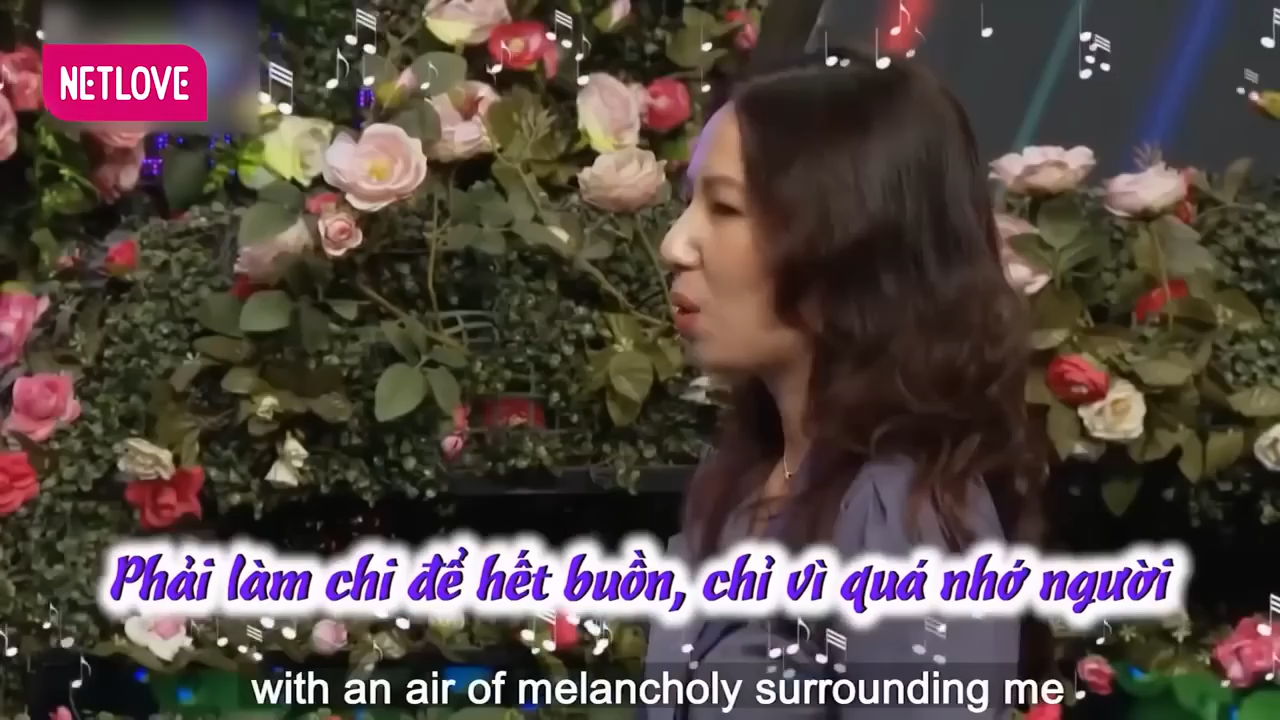 NETLOVE
Phải làm chi để hết buồn, chỉ vì quá nhớ người
with an air of melancholy surrounding me